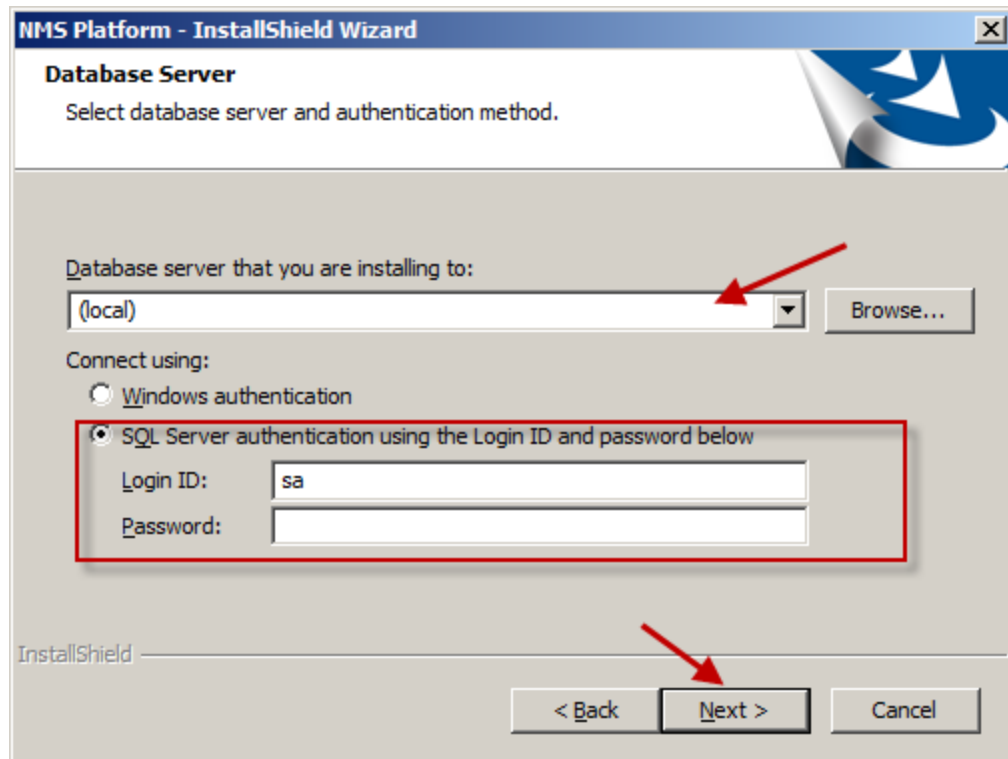 NMS Platform - InstallShield Wizard
Database Server
Select database server and authentication method.
Database server that you are installing to:
(local)
Browse...
Connect using:
Windows authentication
SQL Server authentication using the Login ID and password below
Login ID:
sa
Password:
InstallShield
< Back
Next >
Cancel